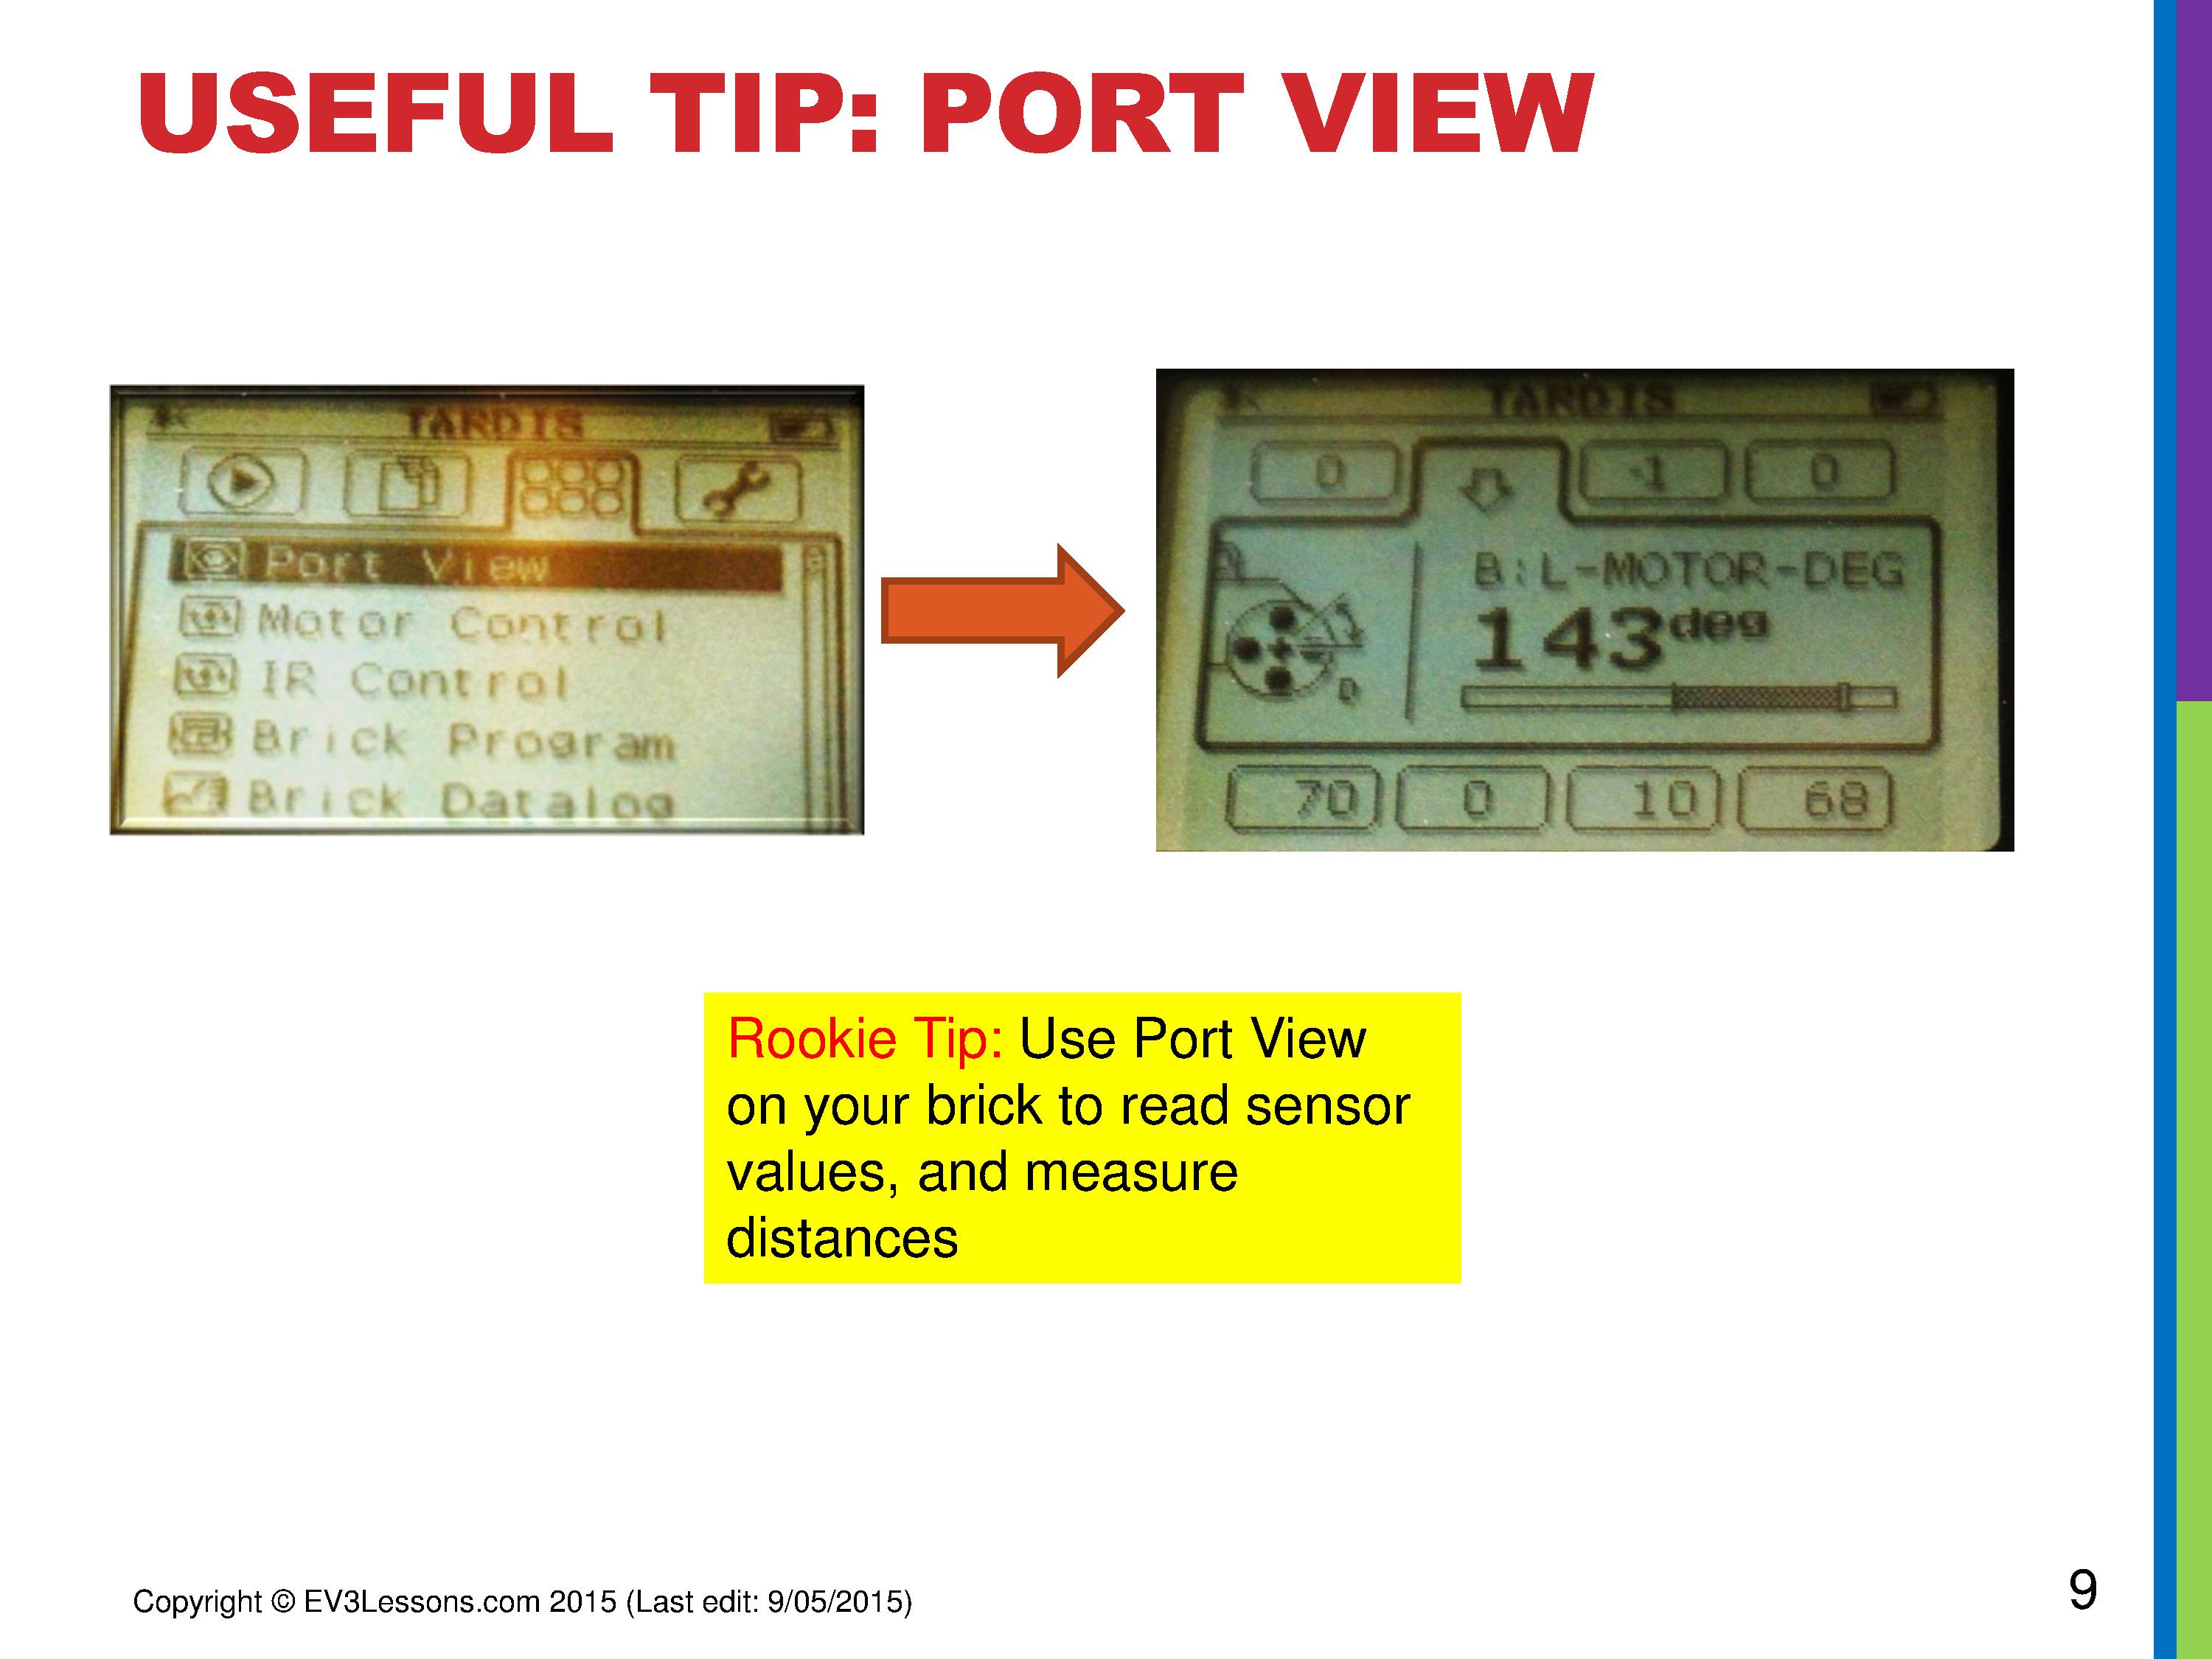 USEFUL TIP: PORT VIEW
TARDIS
Port View
Motor Control
IR Control
Brick Program
Brick Datalog
TARDIS
0
-1
0
B:L-MOTOR-DEG
143deg
D
70
0
10
68
Rookie Tip: Use Port View
on your brick to read sensor
values, and measure
distances
Copyright © EV3Lessons.com 2015 (Last edit: 9/05/2015)
9